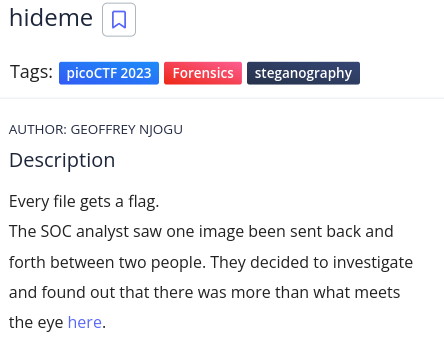 hideme
Tags: picoCTF 2023 Forensics steganography
AUTHOR: GEOFFREY NJOGU
Description
Every file gets a flag.
The SOC analyst saw one image been sent back and
forth between two people. They decided to investigate
and found out that there was more than what meets
the eye here.